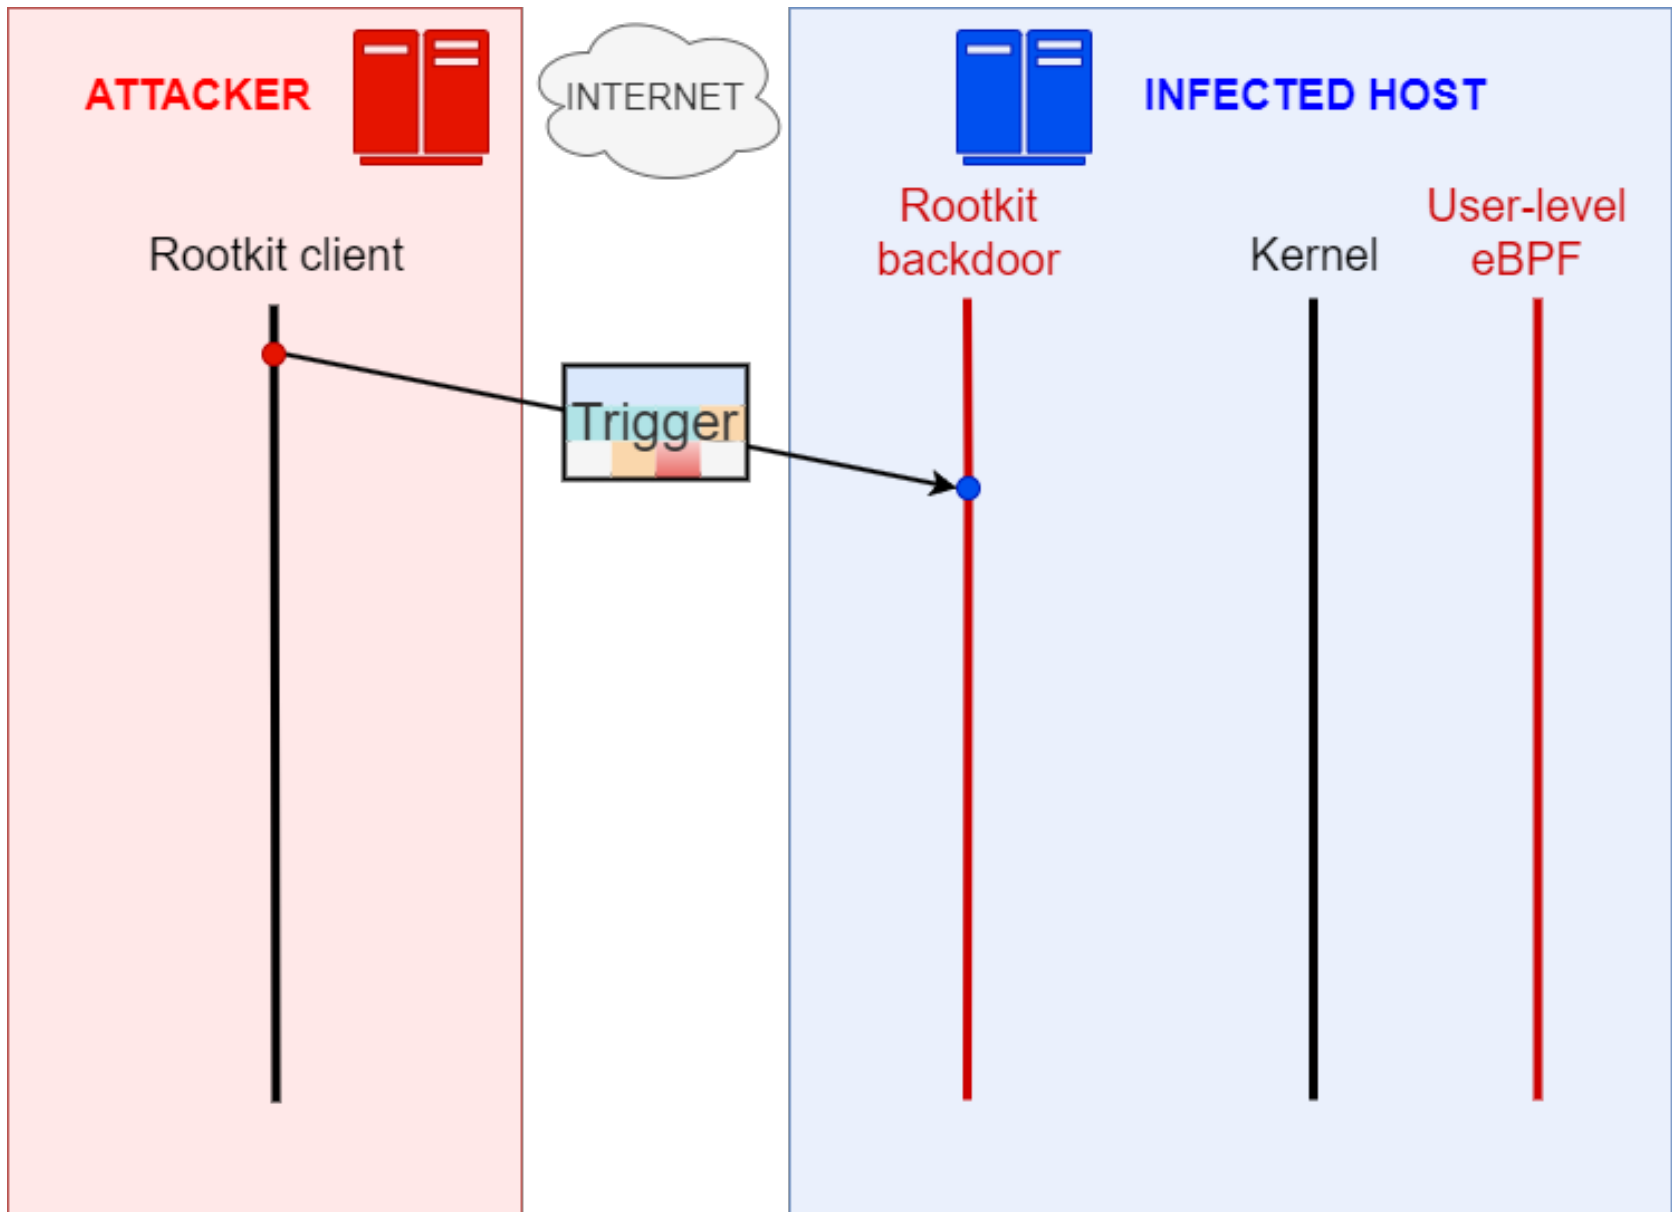 ATTACKER
INTERNET
INFECTED HOST
Rootkit client
Rootkit
backdoor
Kernel
User-level
eBPF
Trigger